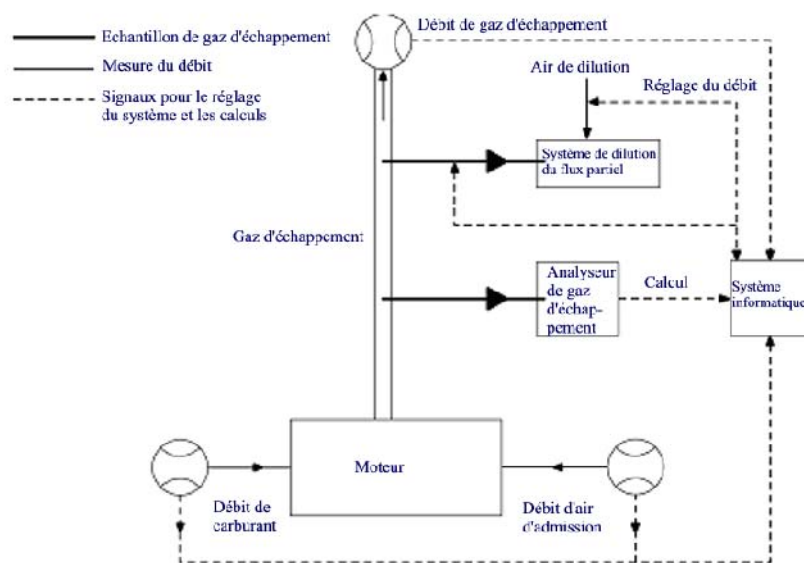 Echantillon de gaz d'échappement
Mesure du débit
Signaux pour le réglage
du système et les calculs
Débit de gaz d'échappement
Air de dilution
Réglage du débit
Système de dilution
du flux partiel
Gaz d'échappement
Analyseur
de gaz
d'échap-
pement
Calcul
Système
informatique
Moteur
Débit de
carburant
Débit d'air
d'admission